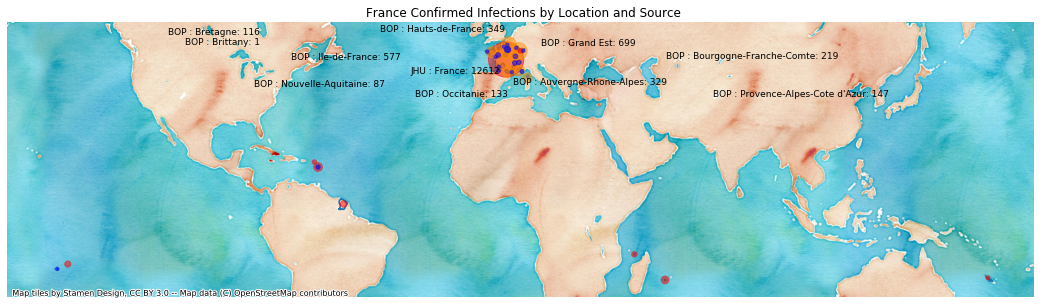 France Confirmed Infections by Location and Source
BOP : Bretagne: 116
BOP : Hauts-de-France: 349
BOP : Brittany: 1
BOP : Grand Est: 699
BOP : Ile-de-France: 577
BOP : Bourgogne-Franche-Comte: 219
JHU : France: 12612
BOP : Nouvelle-Aquitaine: 87
BOP : Auvergne-Rhone-Alpes: 329
BOP : Occitanie: 133
BOP : Provence-Alpes-Cote d'Azur: 147
Map tiles by Stamen Design, CC BY 3.0 -- Map data (C) OpenStreetMap contributors